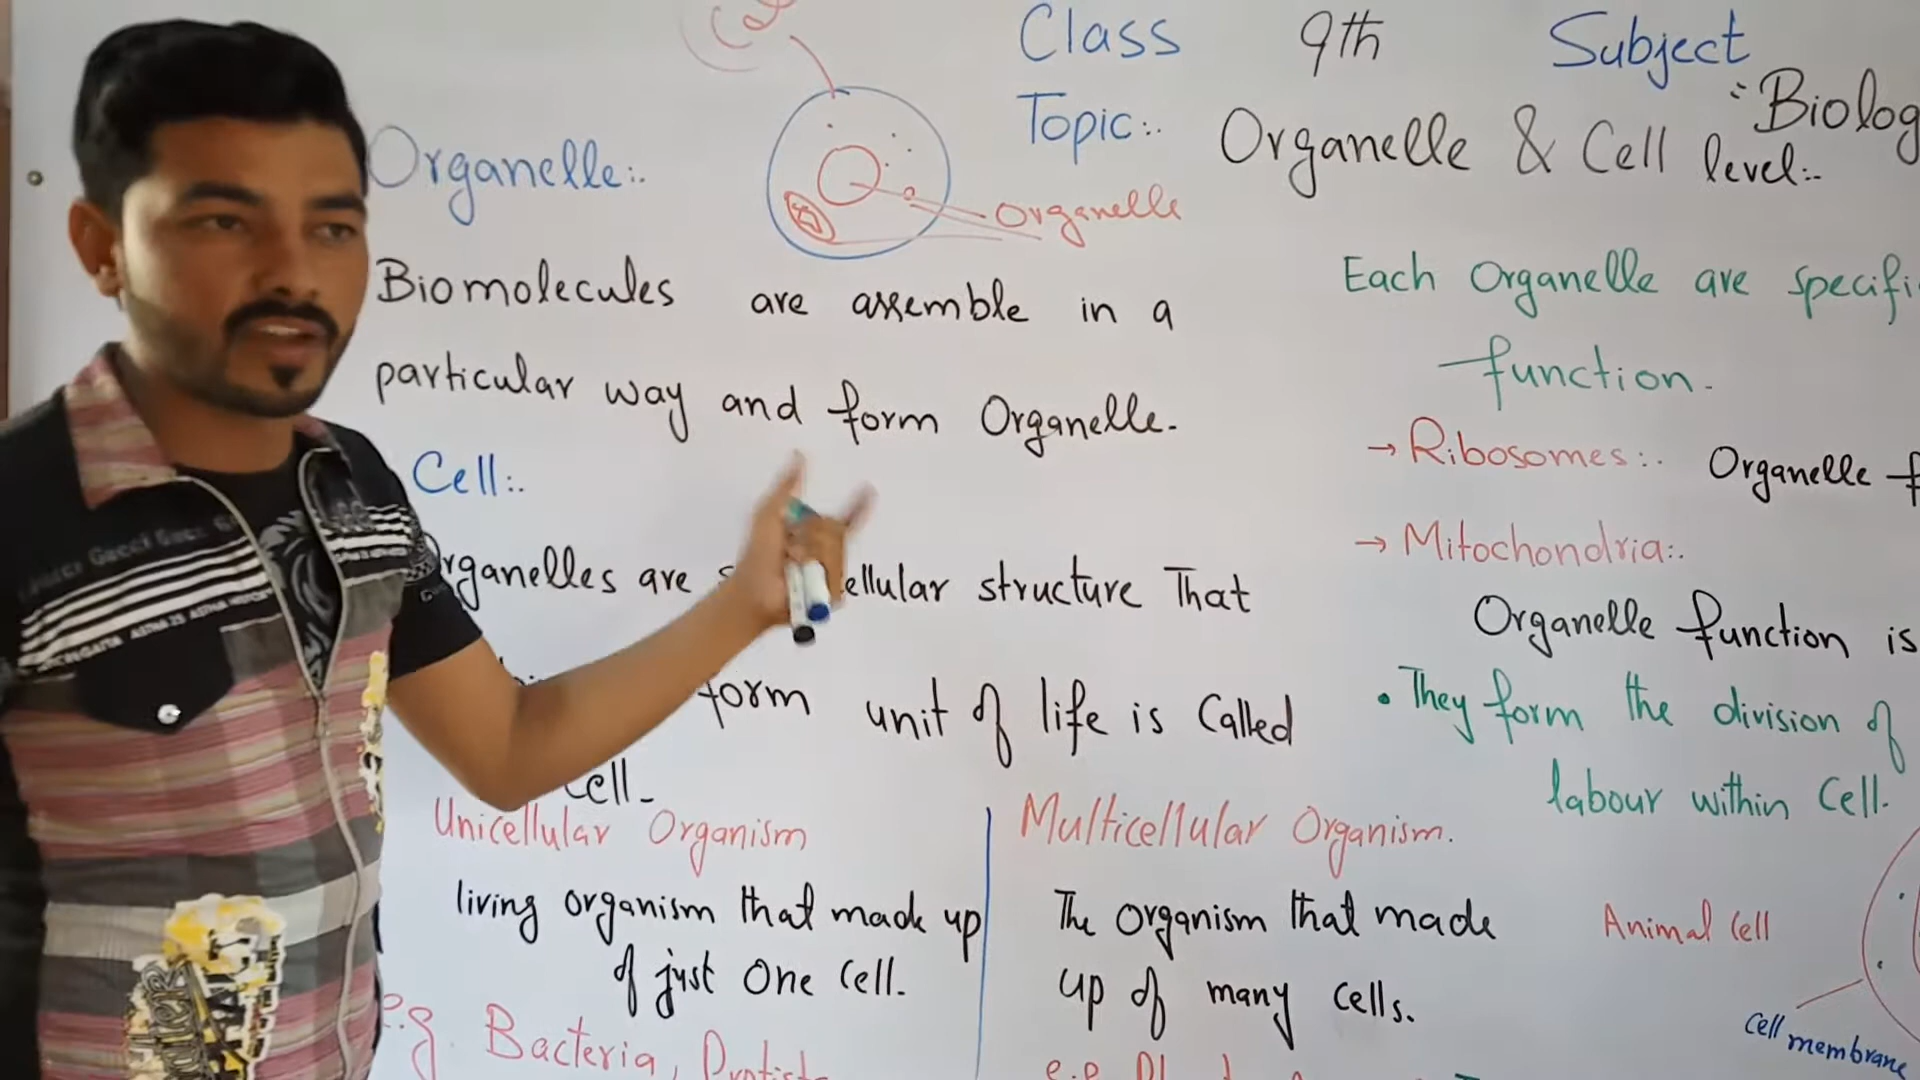 Class 9th Subject
:Biolog
Topic:. Organelle & Cell level:.
Organelle:.
Organelle
Biomolecules are assemble in a
particular way and form Organelle.
Cell:.
rganelles are ellular structure That
form unit of life is Called
Cell.
Unicellular Organism
living organism that made up
of just One Cell.
e.g. Bacteria,
Multicellular Organism.
The Organism that made
up of many Cells.
e.g
Each Organelle are specifi
function.
→ Ribosomes:. Organelle f
→ Mitochondria:.
Organelle function is
• They form the division of
labour within Cell.
Animal Cell
Cell membrane